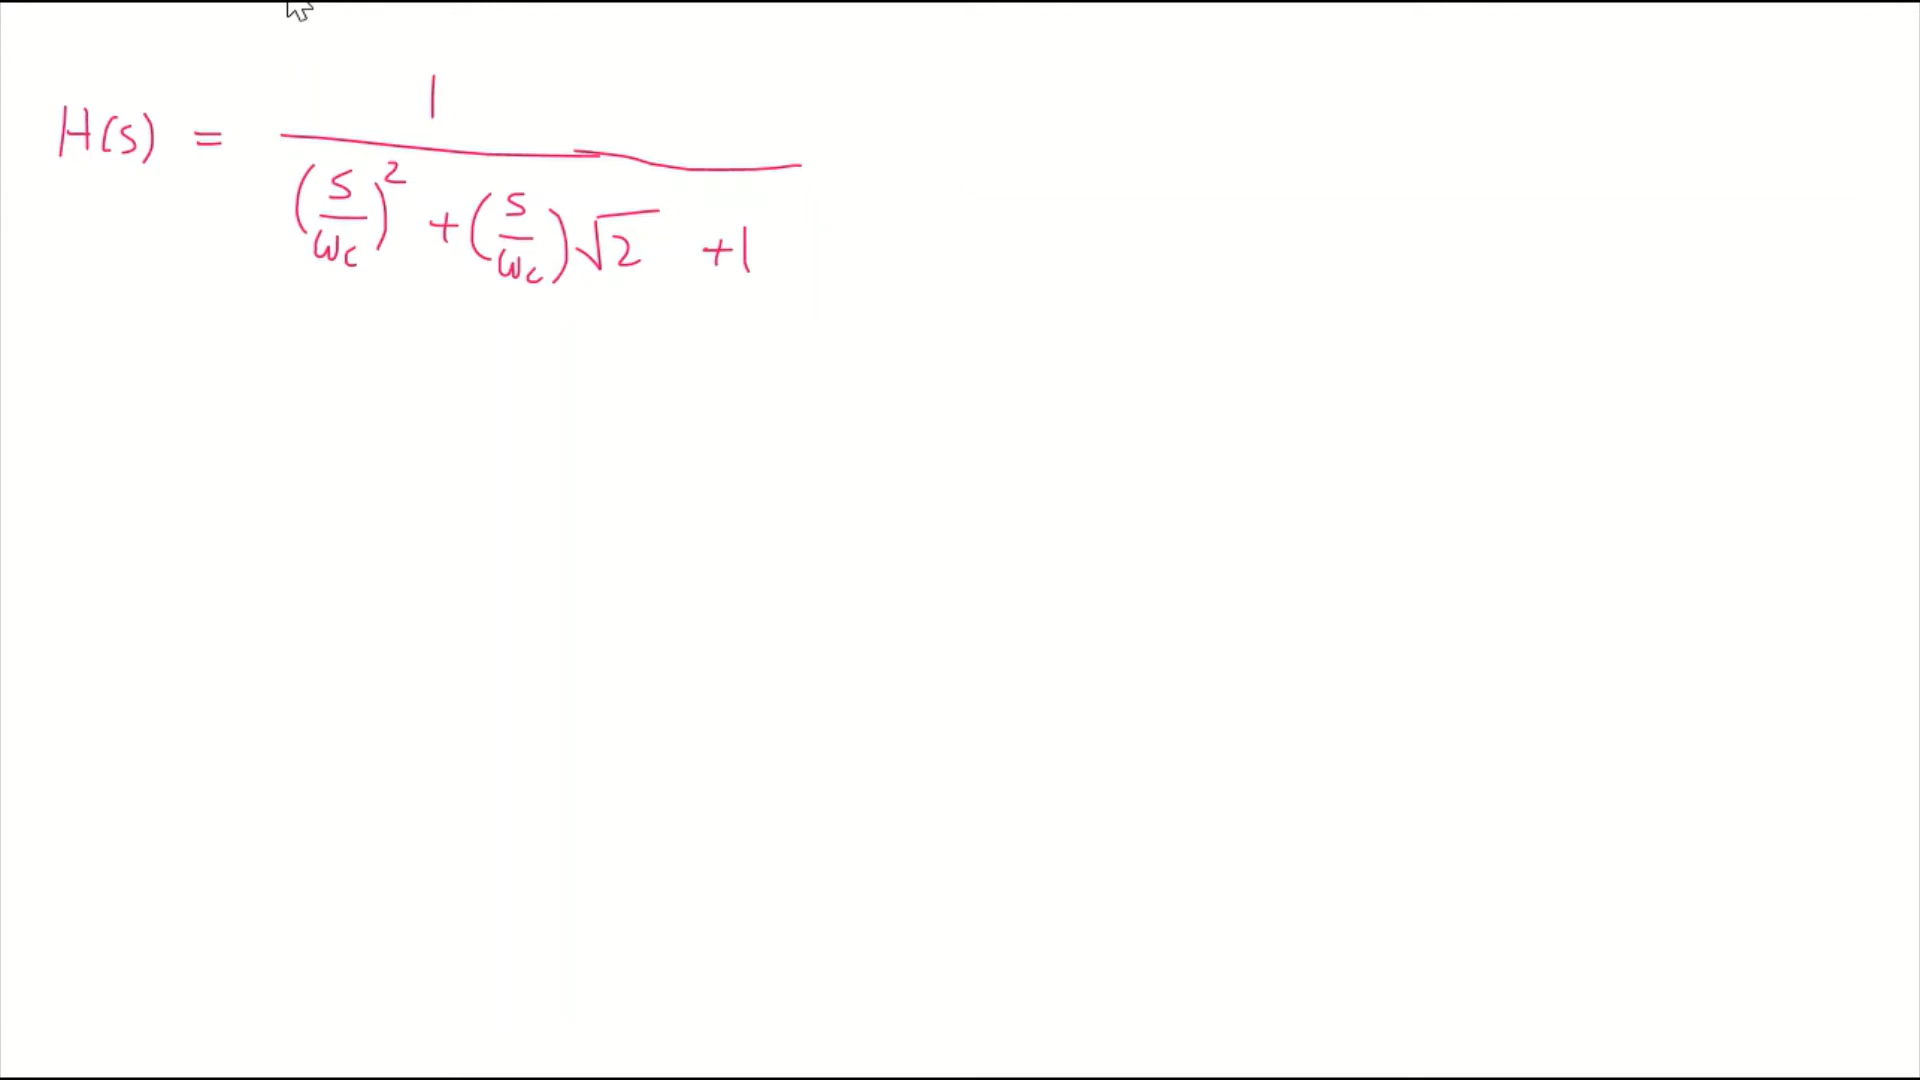 H(s) = 1 / ((s/ωc)² + (s/ωc)√2 + 1)